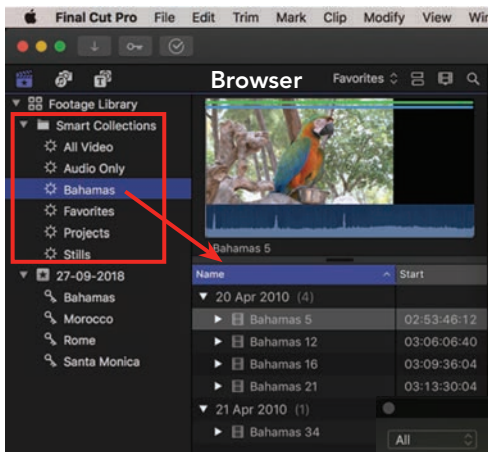 Final Cut Pro File Edit Trim Mark Clip Modify View
Browser Favorites
Footage Library
Smart Collections
All Video
Audio Only
Bahamas
Favorites
Projects
Stills
27-09-2018
Bahamas
Morocco
Rome
Santa Monica
Bahamas 5
Name Start
20 Apr 2010 (4)
Bahamas 5 02:53:46:12
Bahamas 12 03:06:06:40
Bahamas 16 03:09:36:04
Bahamas 21 03:13:30:04
21 Apr 2010 (1)
Bahamas 34
All